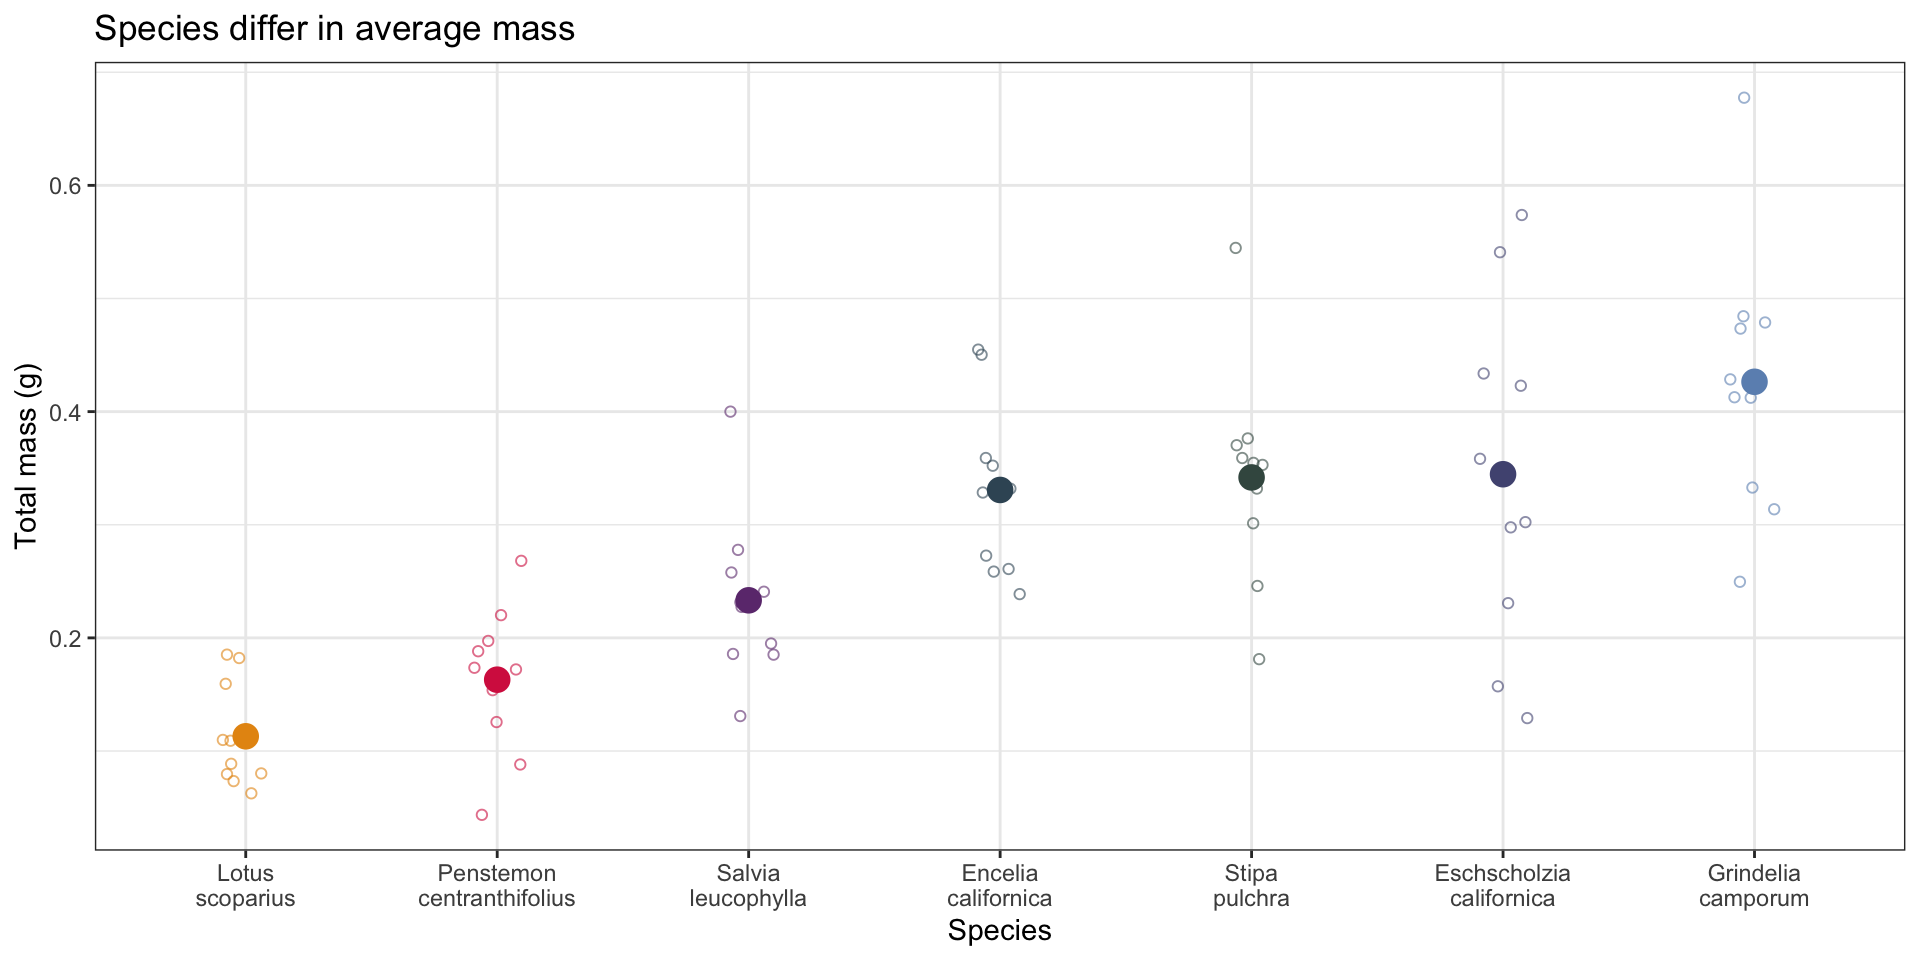 Species differ in average mass
Total mass (g)
0.6
0.4
0.2
Lotus
scoparius
Penstemon
centranthifolius
Salvia
leucophylla
Encelia
californica
Stipa
pulchra
Eschscholzia
californica
Grindelia
camporum
Species